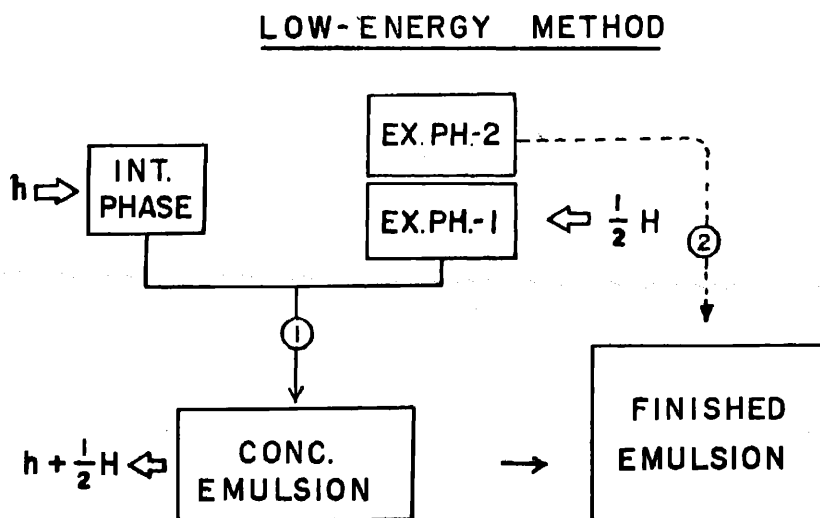 LOW-ENERGY METHOD
EX. PH.-2
INT.
PHASE
h
EX. PH.-1
1/2 H
2
1
CONC.
EMULSION
h + 1/2 H
FINISHED
EMULSION